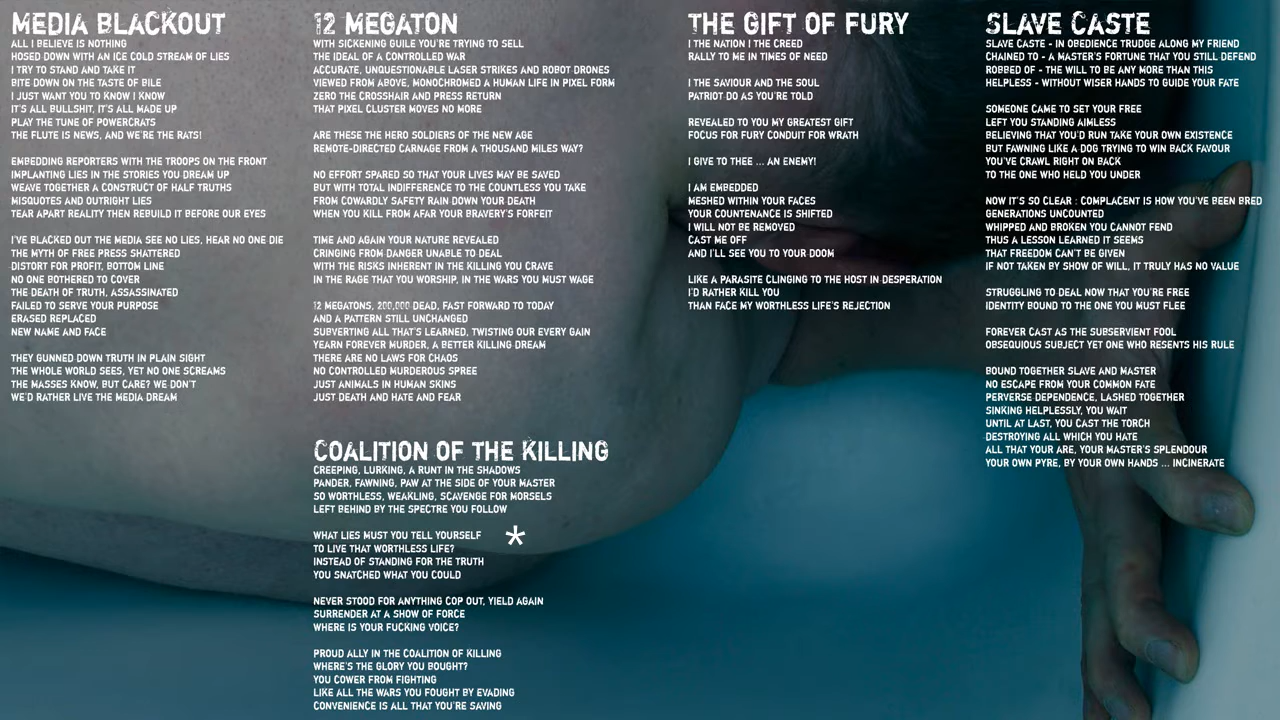 MEDIA BLACKOUT
ALL I BELIEVE IS NOTHING
HOSED DOWN WITH AN ICE COLD STREAM OF LIES
I TRY TO STAND AND TAKE IT
BITE DOWN ON THE TASTE OF BILE
I JUST WANT YOU TO KNOW I KNOW
IT'S ALL BULLSHIT, IT'S ALL MADE UP
PLAY THE TUNE OF POWERCRATS
THE FLUTE IS NEWS, AND WE'RE THE RATS!

EMBEDDING REPORTERS WITH THE TROOPS ON THE FRONT
IMPLANTING LIES IN THE STORIES YOU DREAM UP
WEAVE TOGETHER A CONSTRUCT OF HALF TRUTHS
MISQUOTES AND OUTRIGHT LIES
TEAR APART REALITY THEN REBUILD IT BEFORE OUR EYES

I'VE BLACKED OUT THE MEDIA SEE NO LIES, HEAR NO ONE DIE
THE MYTH OF FREE PRESS SHATTERED
DISTORT FOR PROFIT, BOTTOM LINE
NO ONE BOTHERED TO COVER
THE DEATH OF TRUTH, ASSASSINATED
FAILED TO SERVE YOUR PURPOSE
ERASED REPLACED
NEW NAME AND FACE

THEY GUNNED DOWN TRUTH IN PLAIN SIGHT
THE WHOLE WORLD SEES, YET NO ONE SCREAMS
THE MASSES KNOW, BUT CARE? WE DON'T
WE'D RATHER LIVE THE MEDIA DREAM

12 MEGATON
WITH SICKENING GUILE YOU'RE TRYING TO SELL
THE IDEAL OF A CONTROLLED WAR
ACCURATE, UNQUESTIONABLE LASER STRIKES AND ROBOT DRONES
VIEWED FROM ABOVE, MONOCHROMED A HUMAN LIFE IN PIXEL FORM
ZERO THE CROSSHAIR AND PRESS RETURN
THAT PIXEL CLUSTER MOVES NO MORE

ARE THESE THE HERO SOLDIERS OF THE NEW AGE
REMOTE-DIRECTED CARNAGE FROM A THOUSAND MILES WAY?

NO EFFORT SPARED SO THAT YOUR LIVES MAY BE SAVED
BUT WITH TOTAL INDIFFERENCE TO THE COUNTLESS YOU TAKE
FROM COWARDLY SAFETY RAIN DOWN YOUR DEATH
WHEN YOU KILL FROM AFAR YOUR BRAVERY'S FORFEIT

TIME AND AGAIN YOUR NATURE REVEALED
CRINGING FROM DANGER UNABLE TO DEAL
WITH THE RISKS INHERENT IN THE KILLING YOU CRAVE
IN THE RAGE THAT YOU WORSHIP, IN THE WARS YOU MUST WAGE

12 MEGATONS, 200,000 DEAD, FAST FORWARD TO TODAY
AND A PATTERN STILL UNCHANGED
SUBVERTING ALL THAT'S LEARNED, TWISTING OUR EVERY GAIN
YEARN FOREVER MURDER, A BETTER KILLING DREAM
THERE ARE NO LAWS FOR CHAOS
NO CONTROLLED MURDEROUS SPREE
JUST ANIMALS IN HUMAN SKINS
JUST DEATH AND HATE AND FEAR

COALITION OF THE KILLING
CREEPING, LURKING, A RUNT IN THE SHADOWS
PANDER, FAWNING, PAW AT THE SIDE OF YOUR MASTER
SO WORTHLESS, WEAKLING, SCAVENGE FOR MORSELS
LEFT BEHIND BY THE SPECTRE YOU FOLLOW

WHAT LIES MUST YOU TELL YOURSELF *
TO LIVE THAT WORTHLESS LIFE?
INSTEAD OF STANDING FOR THE TRUTH
YOU SNATCHED WHAT YOU COULD

NEVER STOOD FOR ANYTHING COP OUT, YIELD AGAIN
SURRENDER AT A SHOW OF FORCE
WHERE IS YOUR FUCKING VOICE?

PROUD ALLY IN THE COALITION OF KILLING
WHERE'S THE GLORY YOU BOUGHT?
YOU COWER FROM FIGHTING
LIKE ALL THE WARS YOU FOUGHT BY EVADING
CONVENIENCE IS ALL THAT YOU'RE SAVING

THE GIFT OF FURY
I THE NATION I THE CREED
RALLY TO ME IN TIMES OF NEED

I THE SAVIOUR AND THE SOUL
PATRIOT DO AS YOU'RE TOLD

REVEALED TO YOU MY GREATEST GIFT
FOCUS FOR FURY CONDUIT FOR WRATH

I GIVE TO THEE ... AN ENEMY!

I AM EMBEDDED
MESHED WITHIN YOUR FACES
YOUR COUNTENANCE IS SHIFTED
I WILL NOT BE REMOVED
CAST ME OFF
AND I'LL SEE YOU TO YOUR DOOM

LIKE A PARASITE CLINGING TO THE HOST IN DESPERATION
I'D RATHER KILL YOU
THAN FACE MY WORTHLESS LIFE'S REJECTION

SLAVE CASTE
SLAVE CASTE - IN OBEDIENCE TRUDGE ALONG MY FRIEND
CHAINED TO - A MASTER'S FORTUNE THAT YOU STILL DEFEND
ROBBED OF - THE WILL TO BE ANY MORE THAN THIS
HELPLESS - WITHOUT WISER HANDS TO GUIDE YOUR FATE

SOMEONE CAME TO SET YOUR FREE
LEFT YOU STANDING AIMLESS
BELIEVING THAT YOU'D RUN TAKE YOUR OWN EXISTENCE
BUT FAWNING LIKE A DOG TRYING TO WIN BACK FAVOUR
YOU'VE CRAWL RIGHT ON BACK
TO THE ONE WHO HELD YOU UNDER

NOW IT'S SO CLEAR : COMPLACENT IS HOW YOU'VE BEEN BRED
GENERATIONS UNCOUNTED
WHIPPED AND BROKEN YOU CANNOT FEND
THUS A LESSON LEARNED IT SEEMS
THAT FREEDOM CAN'T BE GIVEN
IF NOT TAKEN BY SHOW OF WILL, IT TRULY HAS NO VALUE

STRUGGLING TO DEAL NOW THAT YOU'RE FREE
IDENTITY BOUND TO THE ONE YOU MUST FLEE

FOREVER CAST AS THE SUBSERVIENT FOOL
OBSEQUIOUS SUBJECT YET ONE WHO RESENTS HIS RULE

BOUND TOGETHER SLAVE AND MASTER
NO ESCAPE FROM YOUR COMMON FATE
PERVERSE DEPENDENCE, LASHED TOGETHER
SINKING HELPLESSLY, YOU WAIT
UNTIL AT LAST, YOU CAST THE TORCH
DESTROYING ALL WHICH YOU HATE
ALL THAT YOUR ARE, YOUR MASTER'S SPLENDOUR
YOUR OWN PYRE, BY YOUR OWN HANDS ... INCINERATE